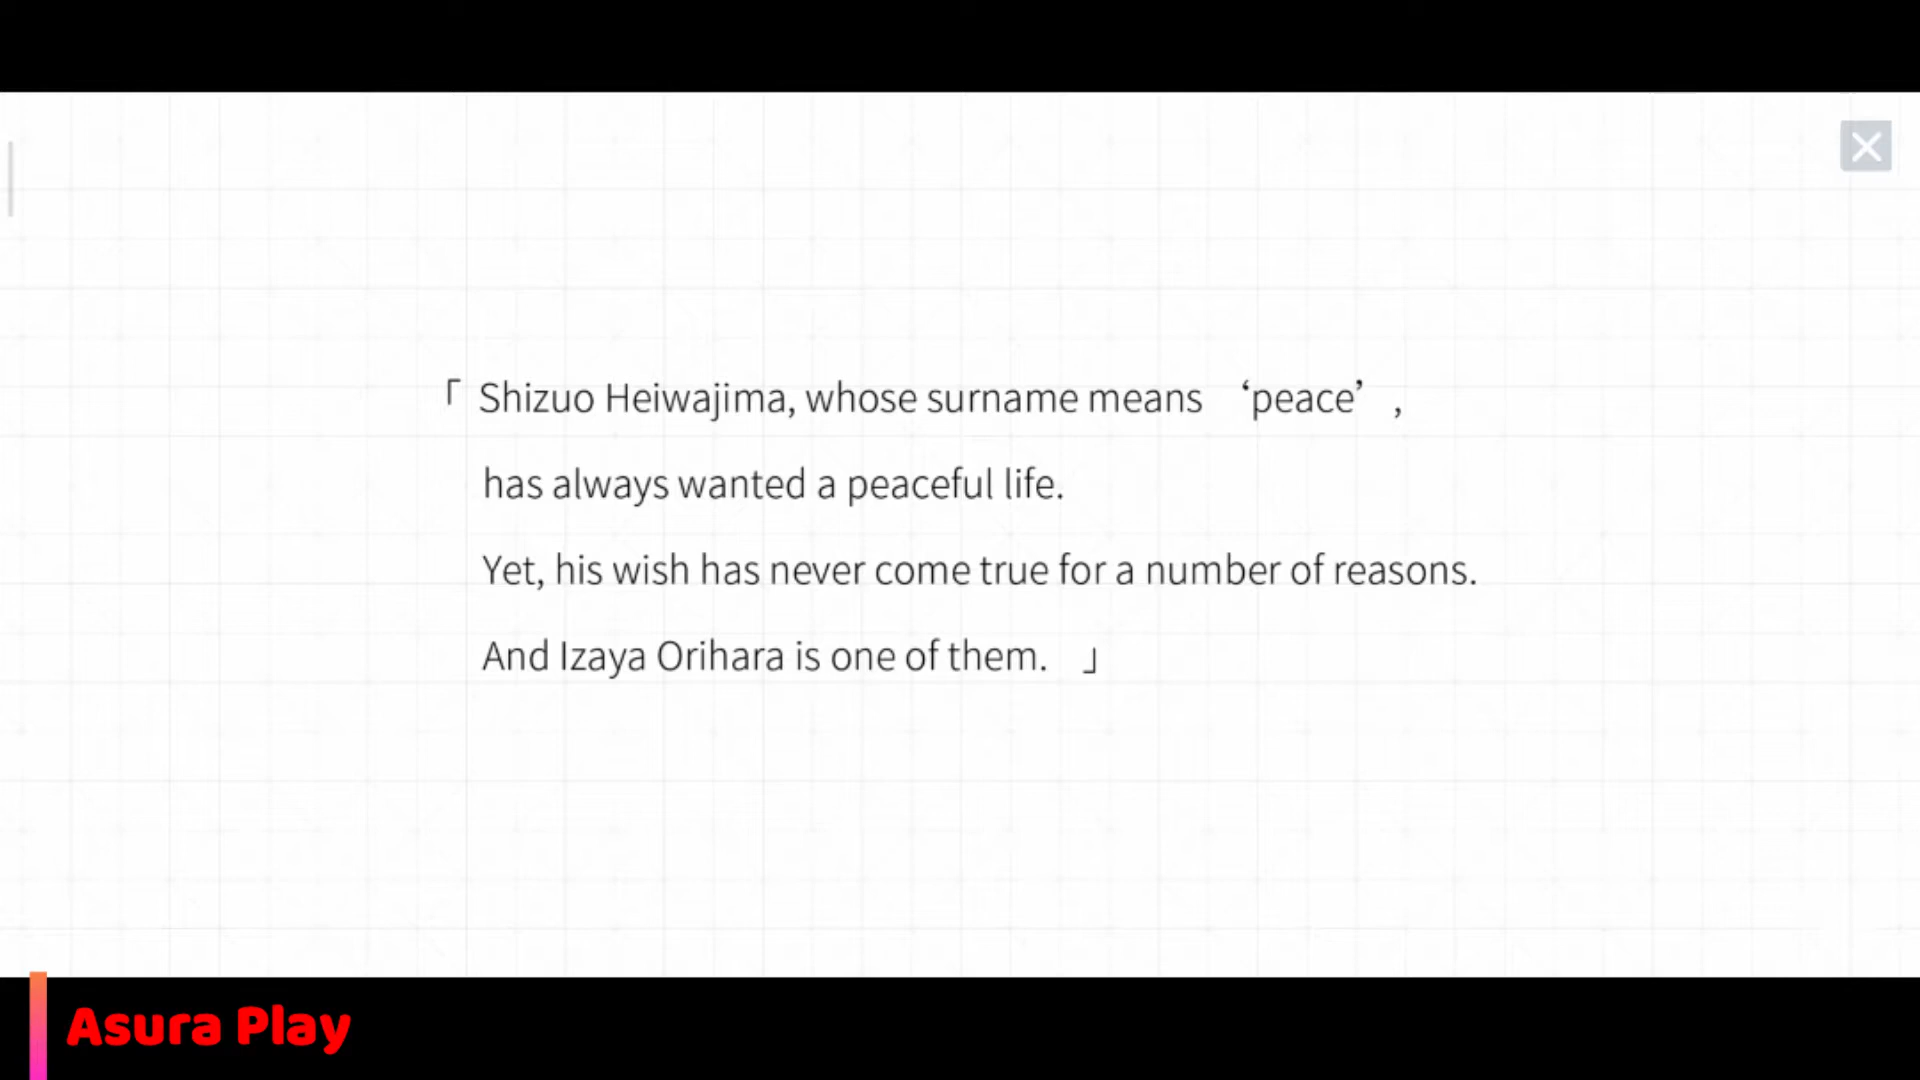 「 Shizuo Heiwajima, whose surname means ‘peace’ ,
has always wanted a peaceful life.
Yet, his wish has never come true for a number of reasons.
And Izaya Orihara is one of them. 」
Asura Play